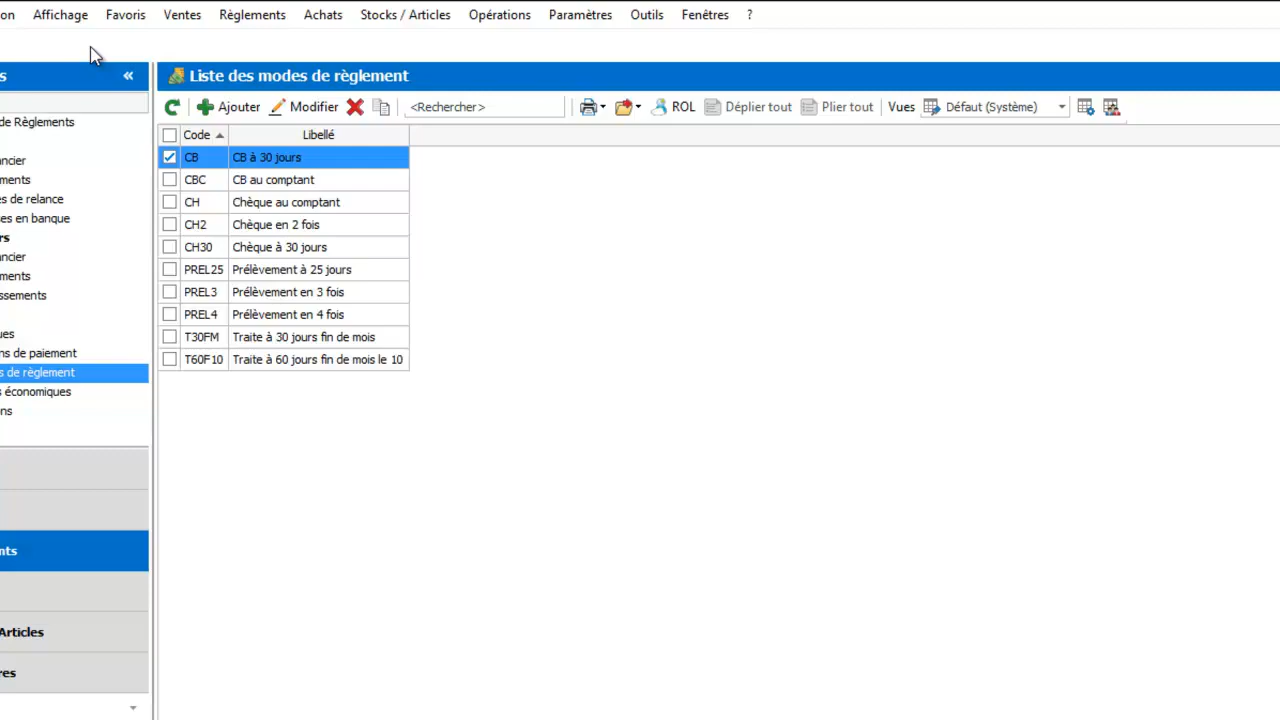 on Affichage Favoris Ventes Règlements Achats Stocks / Articles Opérations Paramètres Outils Fenêtres ?
s «
de Règlements
ncier
ments
es de relance
es en banque
rs
ncier
ments
ssements
ues
ns de paiement
s de règlement
s économiques
ns
nts
Articles
res
Liste des modes de règlement
Ajouter Modifier <Rechercher> ROL Déplier tout Plier tout Vues Défaut (Système)
Code Libellé
CB CB à 30 jours
CBC CB au comptant
CH Chèque au comptant
CH2 Chèque en 2 fois
CH30 Chèque à 30 jours
PREL25 Prélèvement à 25 jours
PREL3 Prélèvement en 3 fois
PREL4 Prélèvement en 4 fois
T30FM Traite à 30 jours fin de mois
T60F10 Traite à 60 jours fin de mois le 10